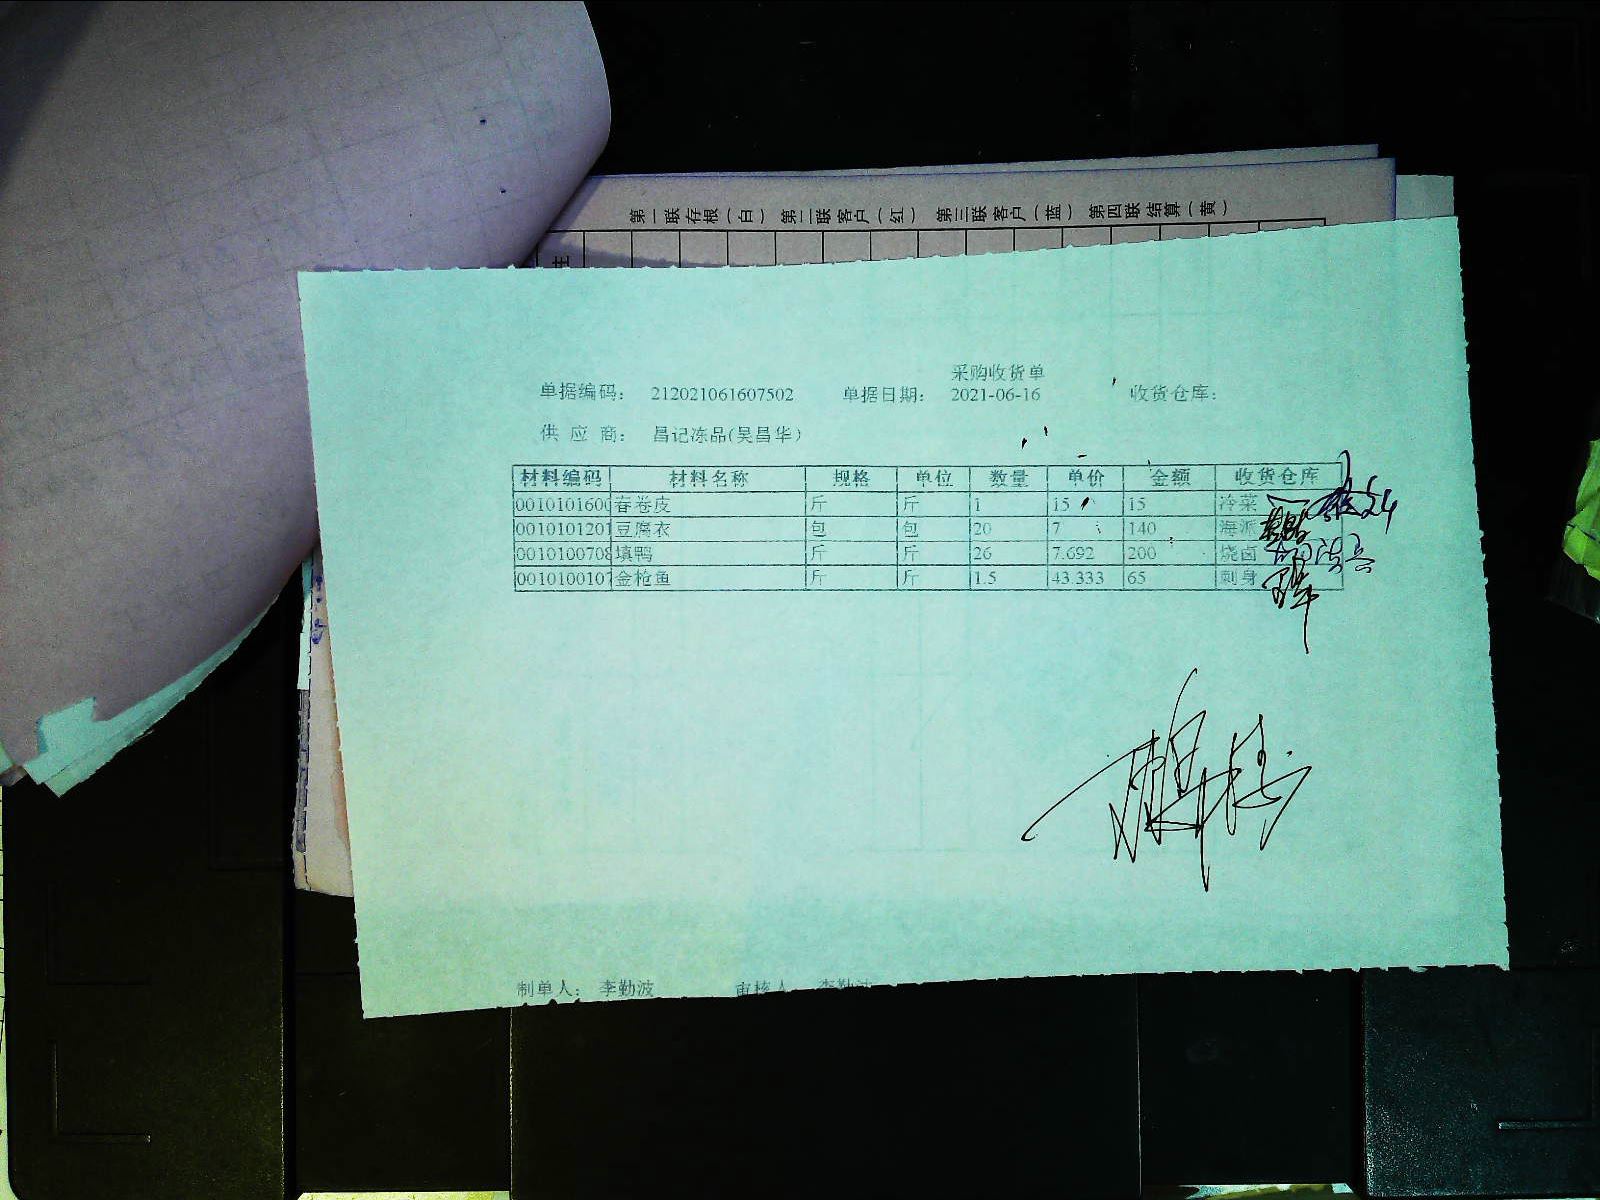 第一联存根（白） 第二联客户（红） 第三联客户（蓝） 第四联结算（黄）
采购收货单
单据编码： 212021061607502 单据日期： 2021-06-16 收货仓库：
供 应 商： 昌记冻品(吴昌华)
材料编码 材料名称 规格 单位 数量 单价 金额 收货仓库
0010101600 春卷皮 斤 斤 1 15 15 冷菜
0010101201 豆腐衣 包 包 20 7 140 海派
0010100708 填鸭 斤 斤 26 7.692 200 烧卤
0010100107 金枪鱼 斤 斤 1.5 43.333 65 刺身
制单人： 李勤波 审核人： 李勤波